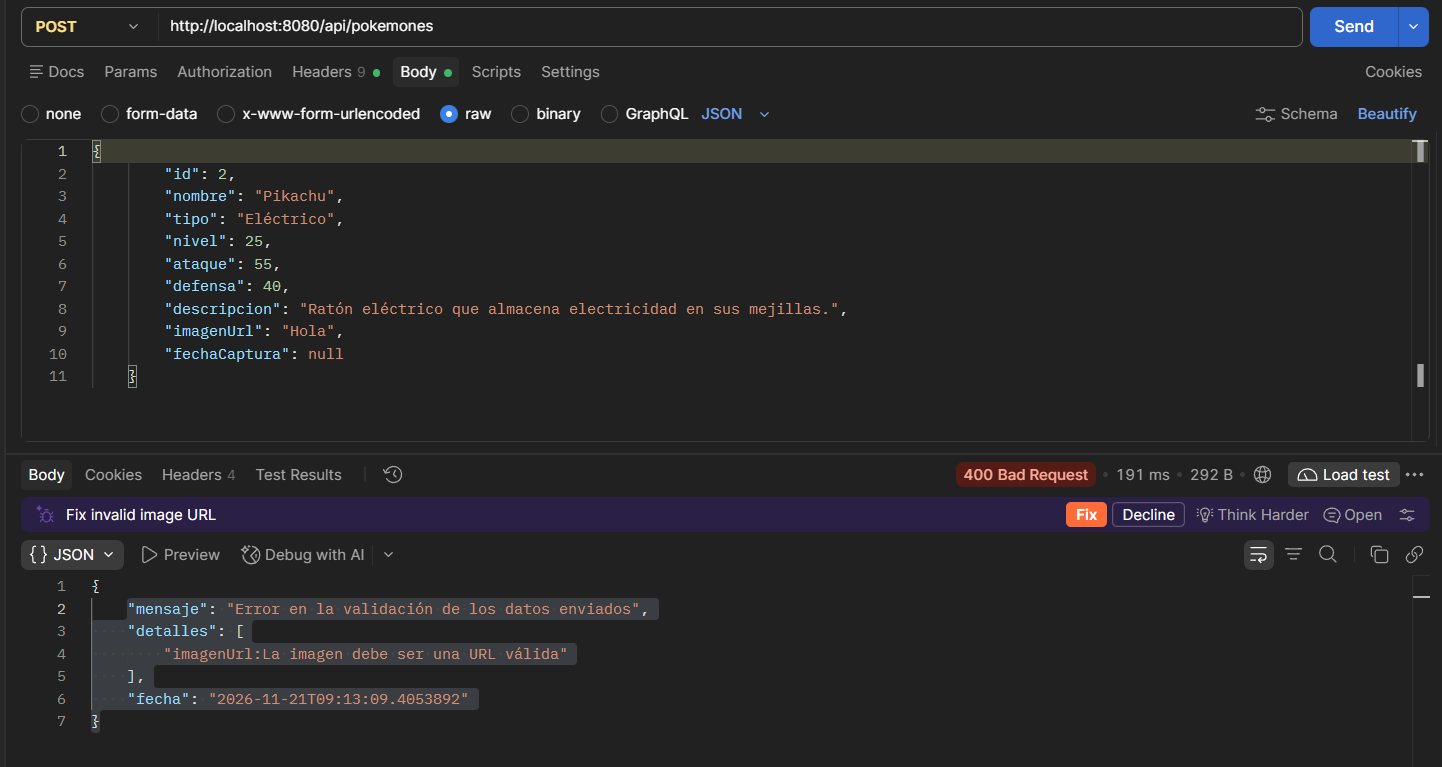 POST http://localhost:8080/api/pokemones Send
Docs Params Authorization Headers 9 Body Scripts Settings Cookies
none form-data x-www-form-urlencoded raw binary GraphQL JSON Schema Beautify
1 {
2 "id": 2,
3 "nombre": "Pikachu",
4 "tipo": "Eléctrico",
5 "nivel": 25,
6 "ataque": 55,
7 "defensa": 40,
8 "descripcion": "Ratón eléctrico que almacena electricidad en sus mejillas.",
9 "imagenUrl": "Hola",
10 "fechaCaptura": null
11 }
Body Cookies Headers 4 Test Results 400 Bad Request • 191 ms • 292 B • Load test
Fix invalid image URL Fix Decline Think Harder Open
{} JSON Preview Debug with AI
1 {
2 "mensaje": "Error en la validación de los datos enviados",
3 "detalles": [
4 "imagenUrl:La imagen debe ser una URL válida"
5 ],
6 "fecha": "2026-11-21T09:13:09.4053892"
7 }